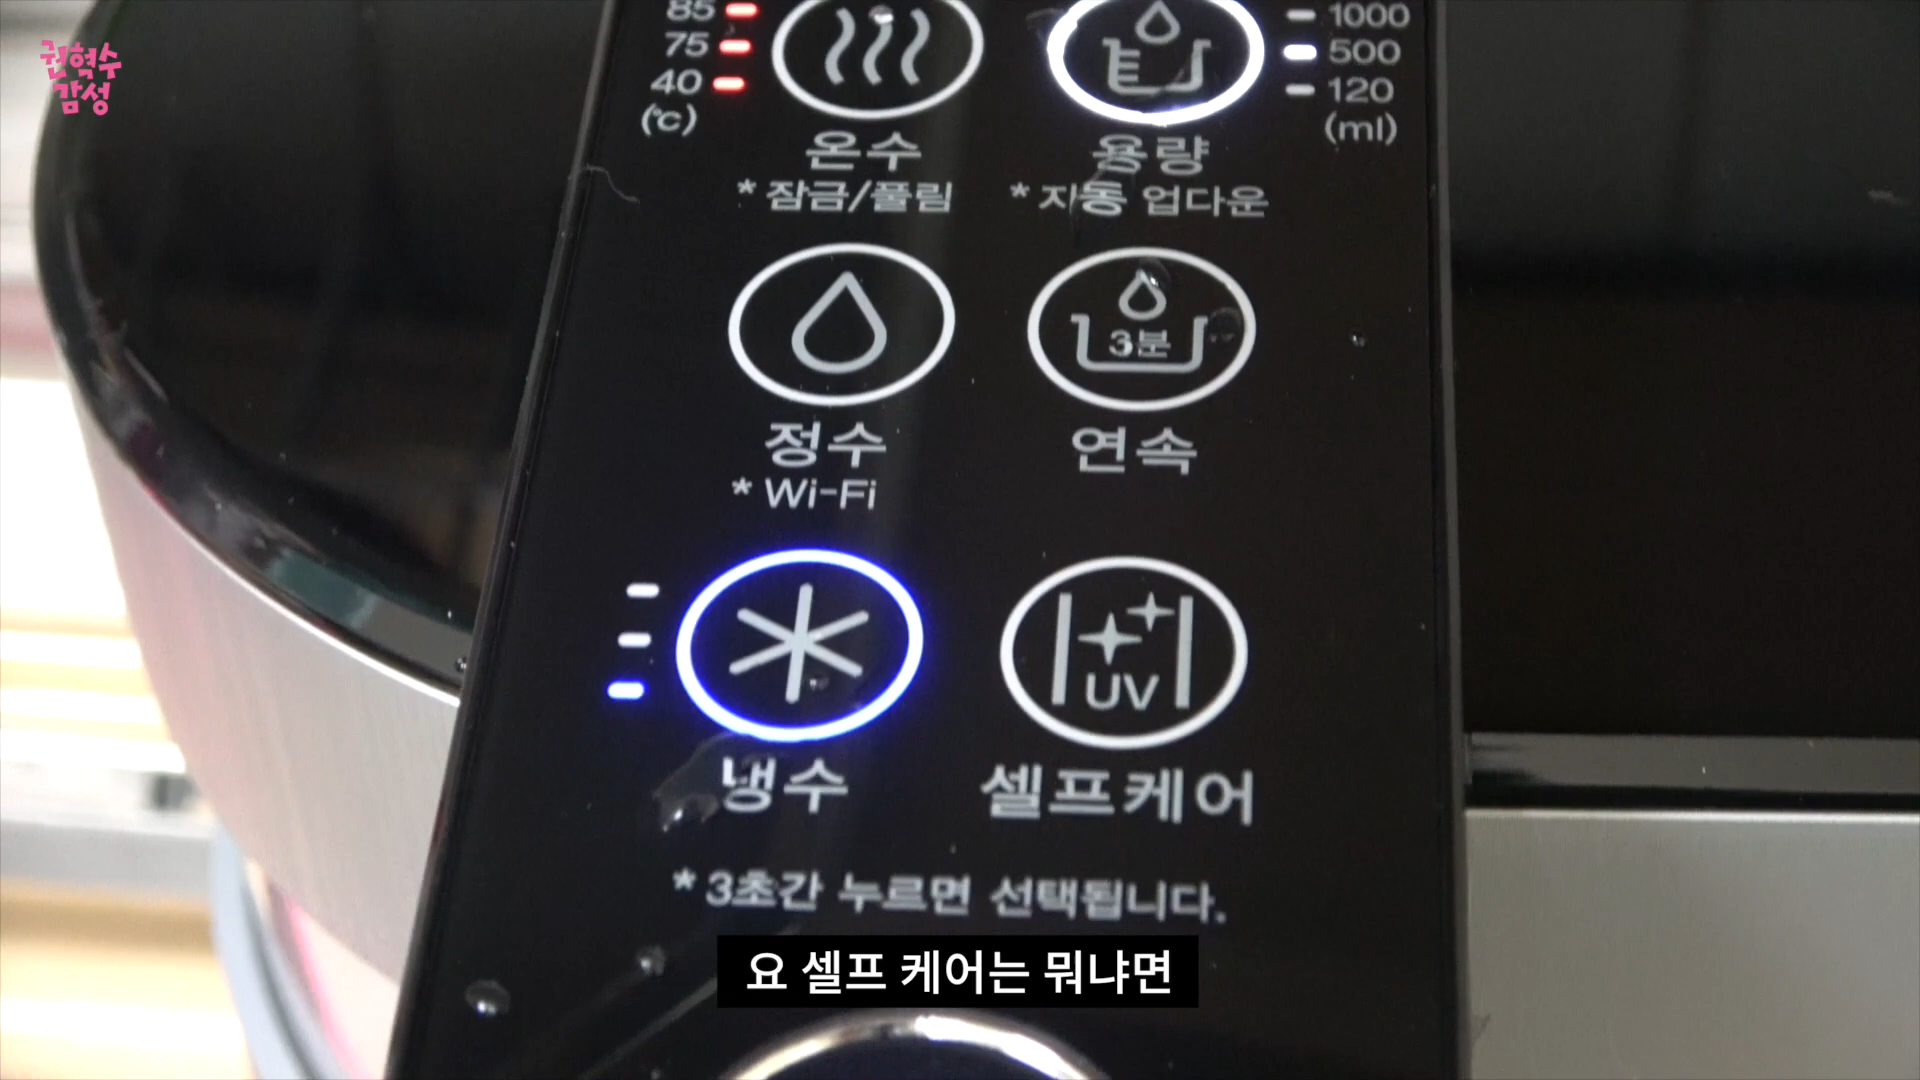 권혁수
감성
85
75
40
(℃)
1000
500
120
(ml)
온수
* 잠금/풀림
용량
* 자동 업다운
정수
* Wi-Fi
3분
연속
냉수
UV
셀프케어
* 3초간 누르면 선택됩니다.
요 셀프 케어는 뭐냐면